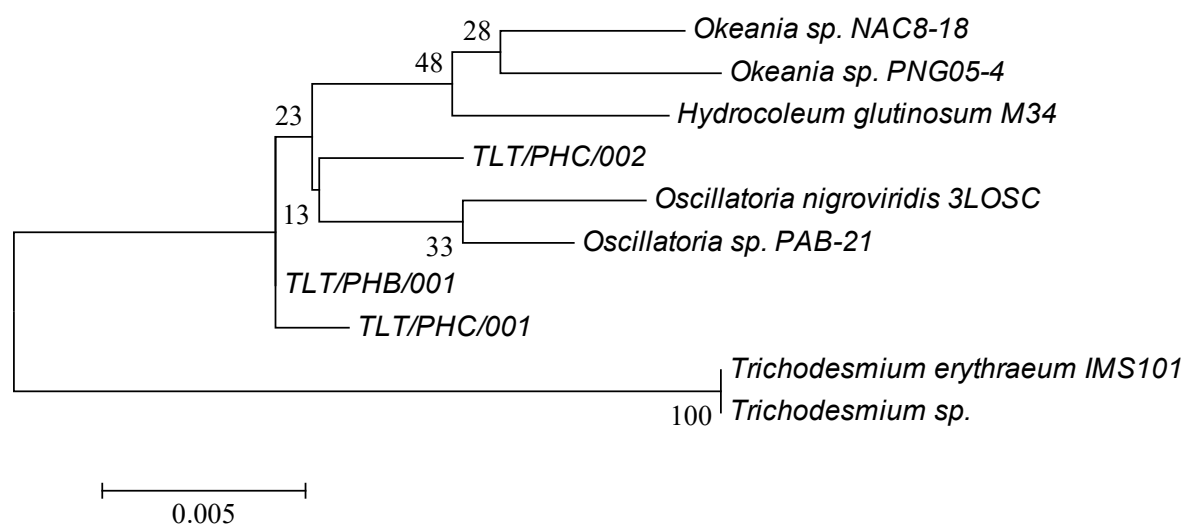 28
Okeania sp. NAC8-18
Okeania sp. PNG05-4
48
Hydrocoleum glutinosum M34
23
TLT/PHC/002
Oscillatoria nigroviridis 3LOSC
13
Oscillatoria sp. PAB-21
33
TLT/PHB/001
TLT/PHC/001
Trichodesmium erythraeum IMS101
100
Trichodesmium sp.
0.005